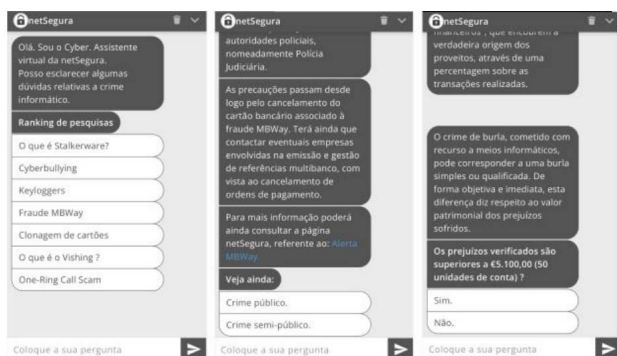 netSegura
Olá. Sou o Cyber. Assistente
virtual da netSegura.
Posso esclarecer algumas
dúvidas relativas a crime
informático.
Ranking de pesquisas
O que é Stalkerware?
Cyberbullying
Keyloggers
Fraude MBWay
Clonagem de cartões
O que é o Vishing ?
One-Ring Call Scam
Coloque a sua pergunta
netSegura
autoridades policiais,
nomeadamente Polícia
Judiciária.
As precauções passam desde
logo pelo cancelamento do
cartão bancário associado à
fraude MBWay. Terá ainda que
contactar eventuais empresas
envolvidas na emissão e gestão
de referências multibanco, com
vista ao cancelamento de
ordens de pagamento.
Para mais informação poderá
ainda consultar a página
netSegura, referente ao: Alerta
MBWay.
Veja ainda:
Crime público.
Crime semi-público.
Coloque a sua pergunta
netSegura
financeiros", que encobrem a
verdadeira origem dos
proveitos, através de uma
percentagem sobre as
transações realizadas.
O crime de burla, cometido com
recurso a meios informáticos,
pode corresponder a uma burla
simples ou qualificada. De
forma objetiva e imediata, esta
diferença diz respeito ao valor
patrimonial dos prejuízos
sofridos.
Os prejuízos verificados são
superiores a €5.100,00 (50
unidades de conta) ?
Sim.
Não.
Coloque a sua pergunta